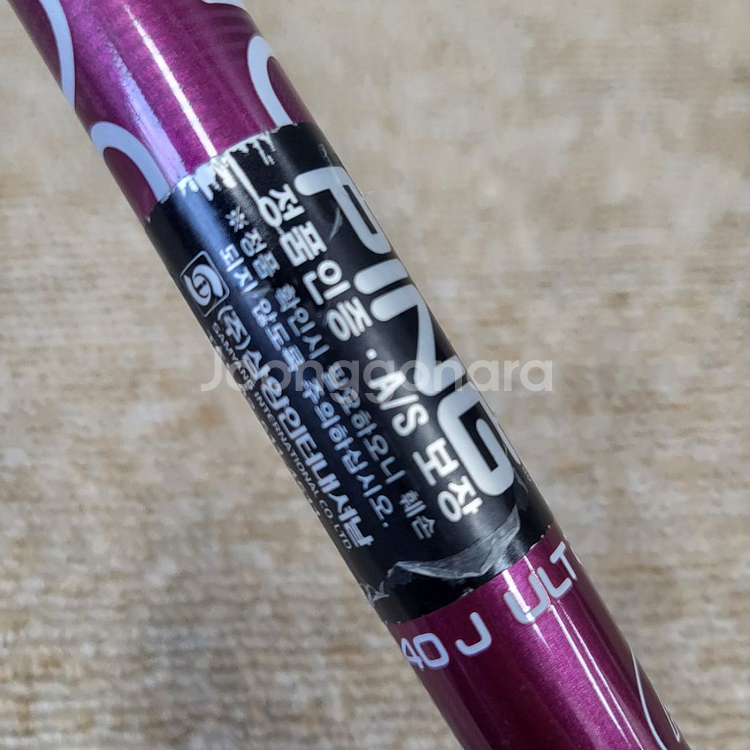 PING
정품인증·A/S 보장
※정품 확인시 필요하오니 훼손
되지 않도록 주의하십시오.
(주)삼양인터내셔날
SAMYANG INTERNATIONAL CO. LTD
40 J ULT
Joonggonara